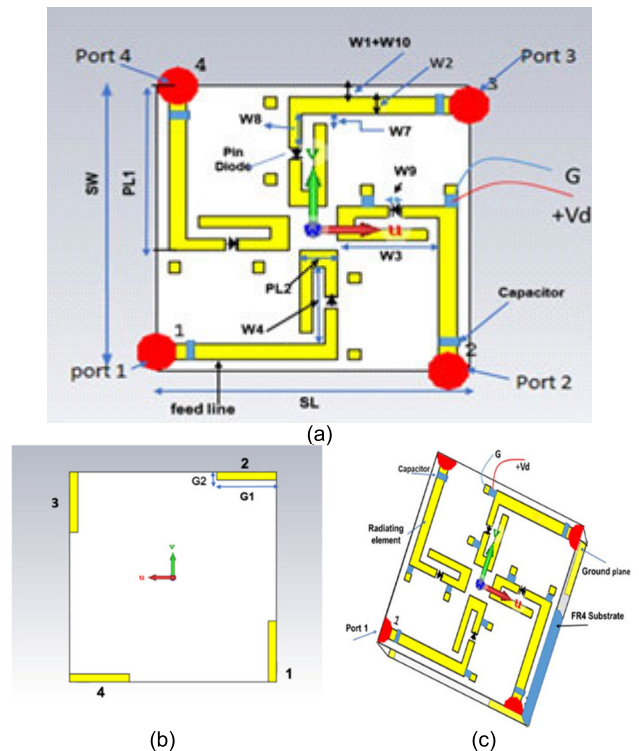 Port 4
4
W1+W10
W2
Port 3
3
W8
W7
Pin
Diode
v
W9
G
+Vd
SW
PL1
w
u
W3
PL2
W4
Capacitor
1
2
port 1
Port 2
feed line
SL
(a)
2
G2
G1
3
v
u
1
4
(b)
G
+Vd
Capacitor
Radiating
element
v
u
Ground plane
FR4 Substrate
Port 1
1
(c)